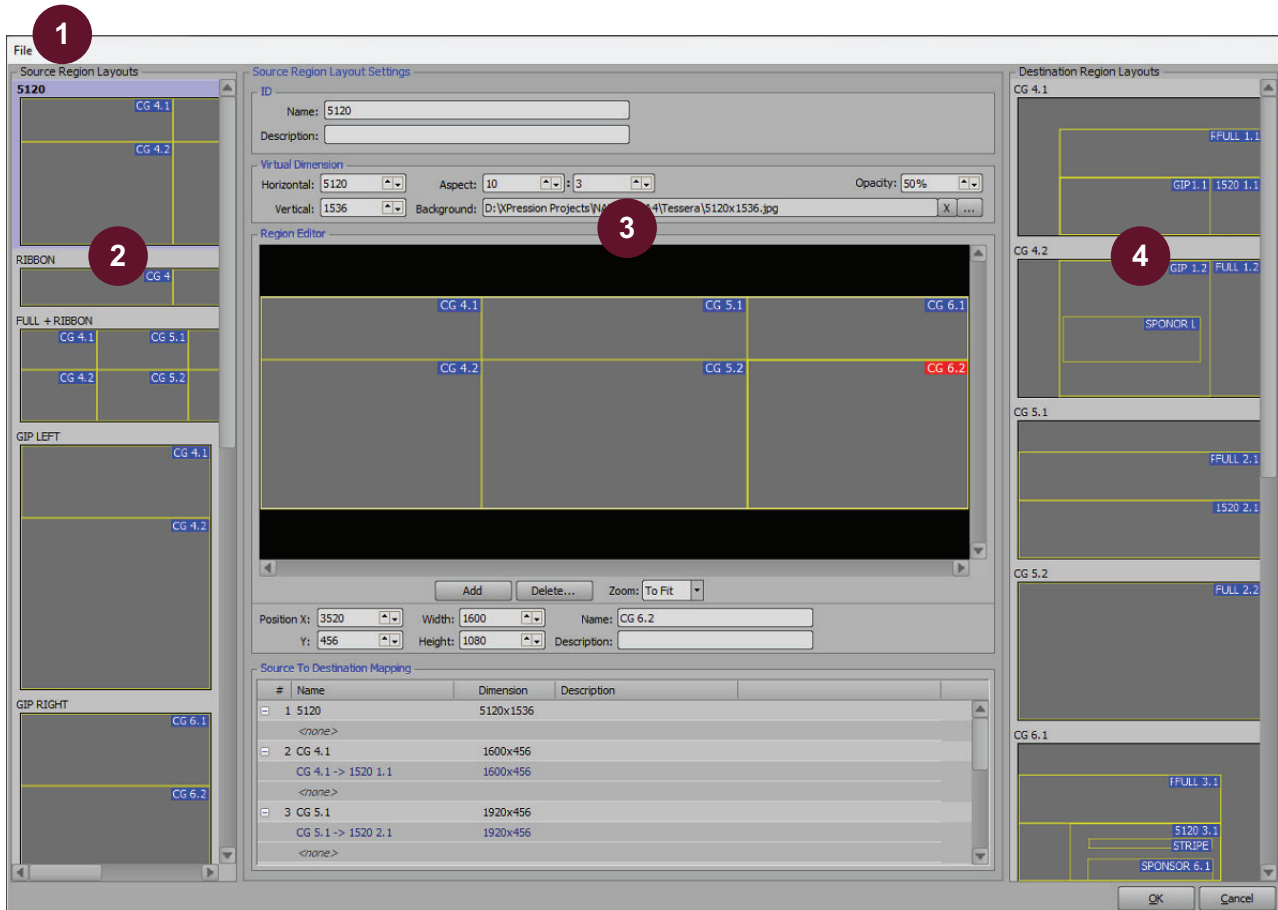 1
File
Source Region Layouts
5120
CG 4.1
CG 4.2
2
RIBBON
CG 4
FULL + RIBBON
CG 4.1 CG 5.1
CG 4.2 CG 5.2
GIP LEFT
CG 4.1
CG 4.2
GIP RIGHT
CG 6.1
CG 6.2
Source Region Layout Settings
ID
Name: 5120
Description:
Virtual Dimension
Horizontal: 5120 Aspect: 10 : 3 Opacity: 50%
Vertical: 1536 Background: D:\XPression Projects\NA A4\Tessera\5120x1536.jpg X ...
3
Region Editor
CG 4.1 CG 5.1 CG 6.1
CG 4.2 CG 5.2 CG 6.2
Add Delete... Zoom: To Fit
Position X: 3520 Width: 1600 Name: CG 6.2
Y: 456 Height: 1080 Description:
Source To Destination Mapping
# Name Dimension Description
1 5120 5120x1536
<none>
2 CG 4.1 1600x456
CG 4.1 -> 1520 1.1 1600x456
<none>
3 CG 5.1 1920x456
CG 5.1 -> 1520 2.1 1920x456
<none>
Destination Region Layouts
CG 4.1
FFULL 1.1
GIP1.1 1520 1.1
4
CG 4.2
GIP 1.2 FULL 1.2
SPONOR L
CG 5.1
FFULL 2.1
1520 2.1
CG 5.2
FULL 2.2
CG 6.1
FFULL 3.1
5120 3.1
STRIPE
SPONSOR 6.1
OK Cancel